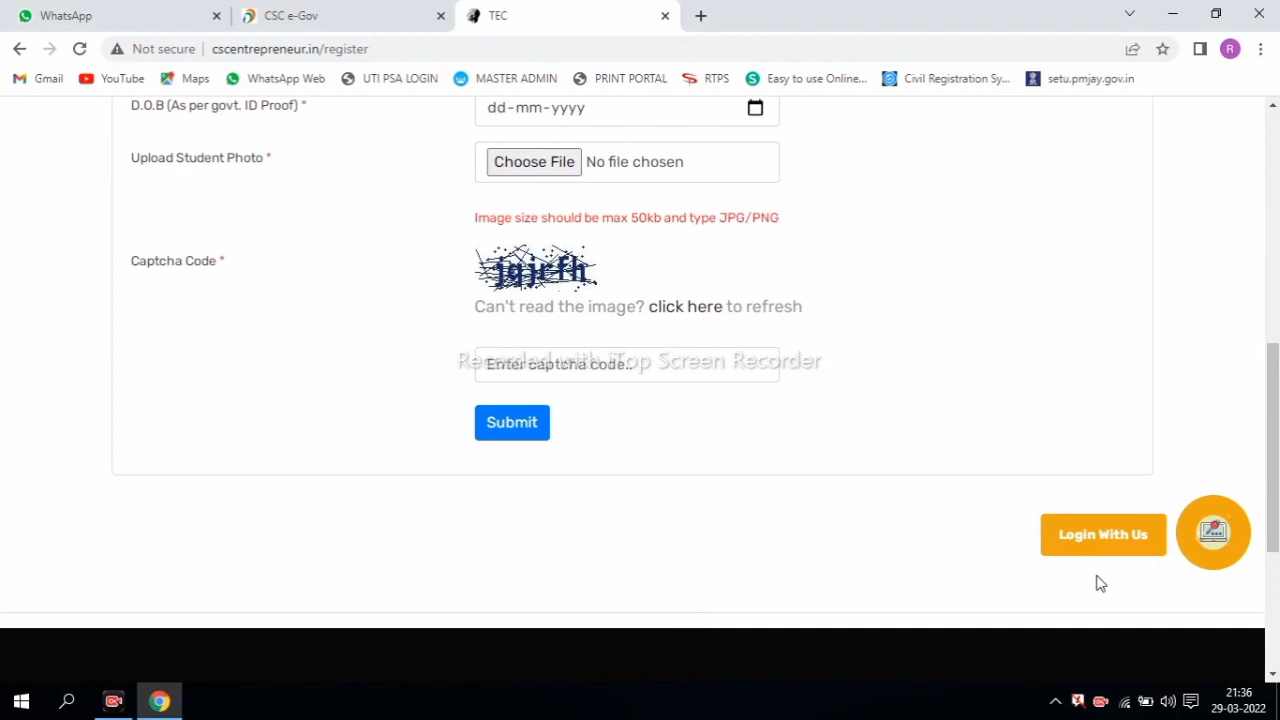 WhatsApp
CSC e-Gov
TEC
Not secure
cscentrepreneur.in/register
R
Gmail
YouTube
Maps
WhatsApp Web
UTI PSA LOGIN
MASTER ADMIN
PRINT PORTAL
RTPS
Easy to use Online...
Civil Registration Sy...
setu.pmjay.gov.in
D.O.B (As per govt. ID Proof) *
dd-mm-yyyy
Upload Student Photo *
Choose File No file chosen
Image size should be max 50kb and type JPG/PNG
Captcha Code *
Can't read the image? click here to refresh
Enter captcha code..
Recorded with iTop Screen Recorder
Submit
Login With Us
21:36
29-03-2022